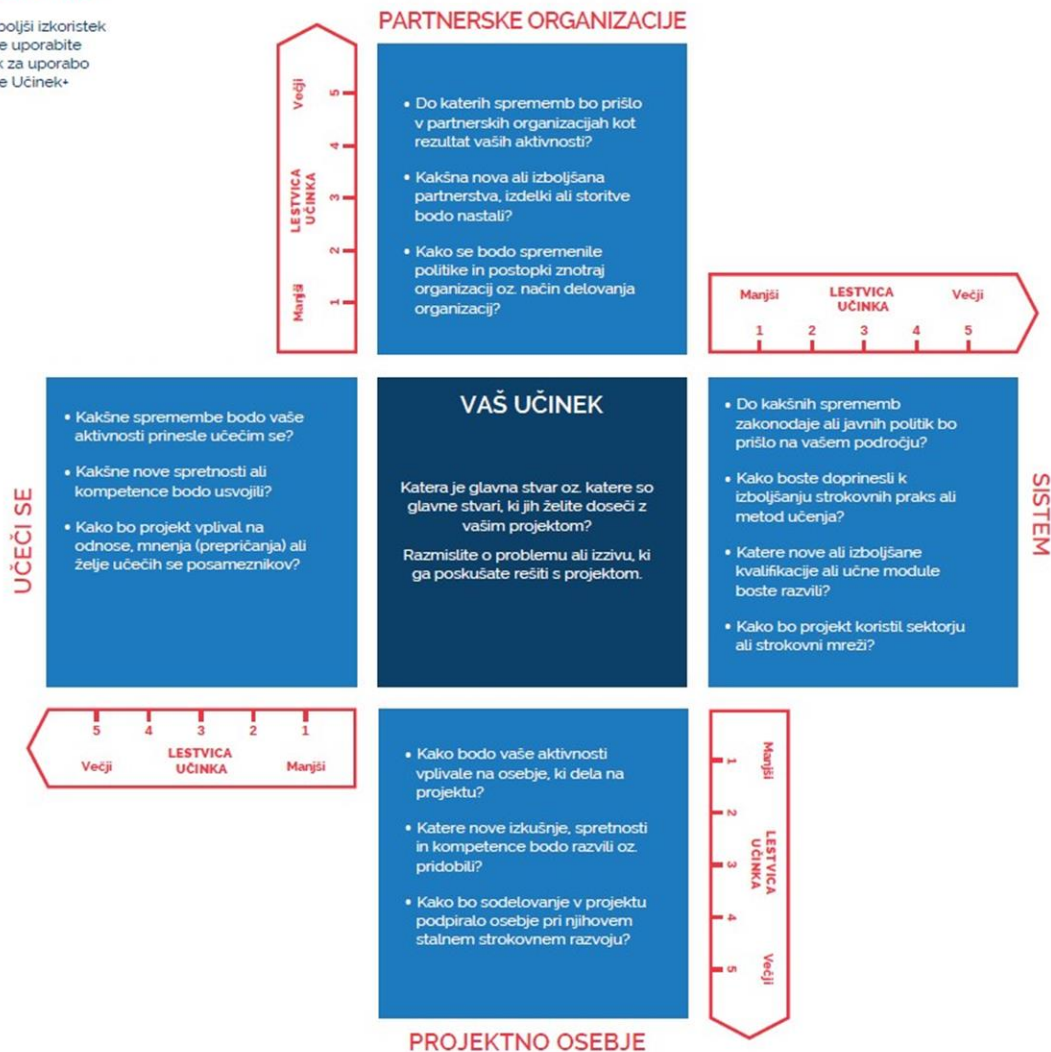 boljši izkoristek
e uporabite
za uporabo
e Učinek+
PARTNERSKE ORGANIZACIJE
Večji
LESTVICA
UČINKA
Manjši
5
4
3
2
1
• Do katerih sprememb bo prišlo
v partnerskih organizacijah kot
rezultat vaših aktivnosti?
• Kakšna nova ali izboljšana
partnerstva, izdelki ali storitve
bodo nastali?
• Kako se bodo spremenile
politike in postopki znotraj
organizacij oz. način delovanja
organizacij?
Manjši LESTVICA UČINKA Večji
1 2 3 4 5
UČEČI SE
• Kakšne spremembe bodo vaše
aktivnosti prinesle učečim se?
• Kakšne nove spretnosti ali
kompetence bodo usvojili?
• Kako bo projekt vplival na
odnose, mnenja (prepričanja) ali
želje učečih se posameznikov?
VAŠ UČINEK
Katera je glavna stvar oz. katere so
glavne stvari, ki jih želite doseči z
vašim projektom?
Razmislite o problemu ali izzivu, ki
ga poskušate rešiti s projektom.
• Do kakšnih sprememb
zakonodaje ali javnih politik bo
prišlo na vašem področju?
• Kako boste doprinesli k
izboljšanju strokovnih praks ali
metod učenja?
• Katere nove ali izboljšane
kvalifikacije ali učne module
boste razvili?
• Kako bo projekt koristil sektorju
ali strokovni mreži?
SISTEM
5 4 3 2 1
Večji LESTVICA UČINKA Manjši
• Kako bodo vaše aktivnosti
vplivale na osebje, ki dela na
projektu?
• Katere nove izkušnje, spretnosti
in kompetence bodo razvili oz.
pridobili?
• Kako bo sodelovanje v projektu
podpiralo osebje pri njihovem
stalnem strokovnem razvoju?
1
2
3
4
5
Manjši
LESTVICA
UČINKA
Večji
PROJEKTNO OSEBJE